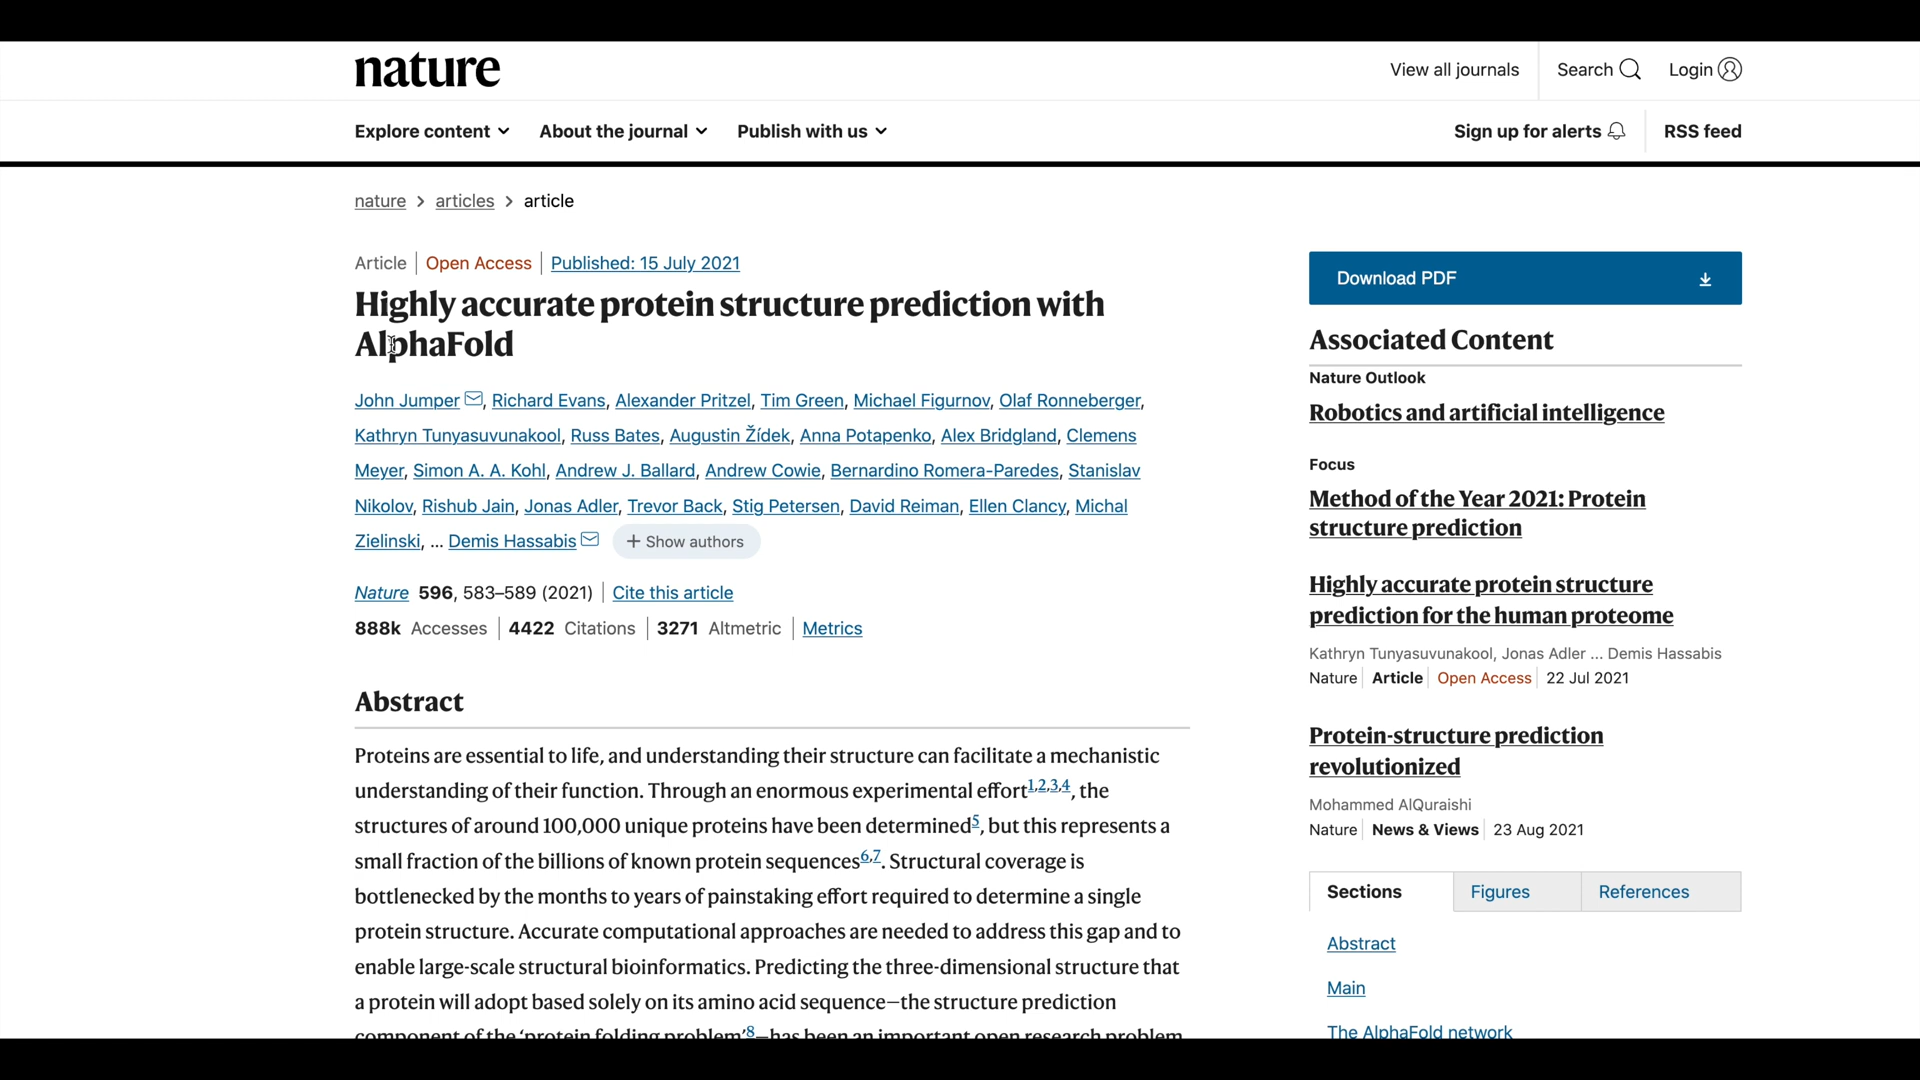 nature
View all journals
Search
Login
Explore content
About the journal
Publish with us
Sign up for alerts
RSS feed
nature > articles > article
Article | Open Access | Published: 15 July 2021
Highly accurate protein structure prediction with
AlphaFold
John Jumper, Richard Evans, Alexander Pritzel, Tim Green, Michael Figurnov, Olaf Ronneberger,
Kathryn Tunyasuvunakool, Russ Bates, Augustin Žídek, Anna Potapenko, Alex Bridgland, Clemens
Meyer, Simon A. A. Kohl, Andrew J. Ballard, Andrew Cowie, Bernardino Romera-Paredes, Stanislav
Nikolov, Rishub Jain, Jonas Adler, Trevor Back, Stig Petersen, David Reiman, Ellen Clancy, Michal
Zielinski, ... Demis Hassabis + Show authors
Nature 596, 583–589 (2021) | Cite this article
888k Accesses | 4422 Citations | 3271 Altmetric | Metrics
Abstract
Proteins are essential to life, and understanding their structure can facilitate a mechanistic
understanding of their function. Through an enormous experimental effort1,2,3,4, the
structures of around 100,000 unique proteins have been determined5, but this represents a
small fraction of the billions of known protein sequences6,7. Structural coverage is
bottlenecked by the months to years of painstaking effort required to determine a single
protein structure. Accurate computational approaches are needed to address this gap and to
enable large-scale structural bioinformatics. Predicting the three-dimensional structure that
a protein will adopt based solely on its amino acid sequence—the structure prediction
component of the ‘protein folding problem’8—has been an important open research problem
Download PDF
Associated Content
Nature Outlook
Robotics and artificial intelligence
Focus
Method of the Year 2021: Protein
structure prediction
Highly accurate protein structure
prediction for the human proteome
Kathryn Tunyasuvunakool, Jonas Adler ... Demis Hassabis
Nature | Article | Open Access | 22 Jul 2021
Protein-structure prediction
revolutionized
Mohammed AlQuraishi
Nature | News & Views | 23 Aug 2021
Sections
Figures
References
Abstract
Main
The AlphaFold network